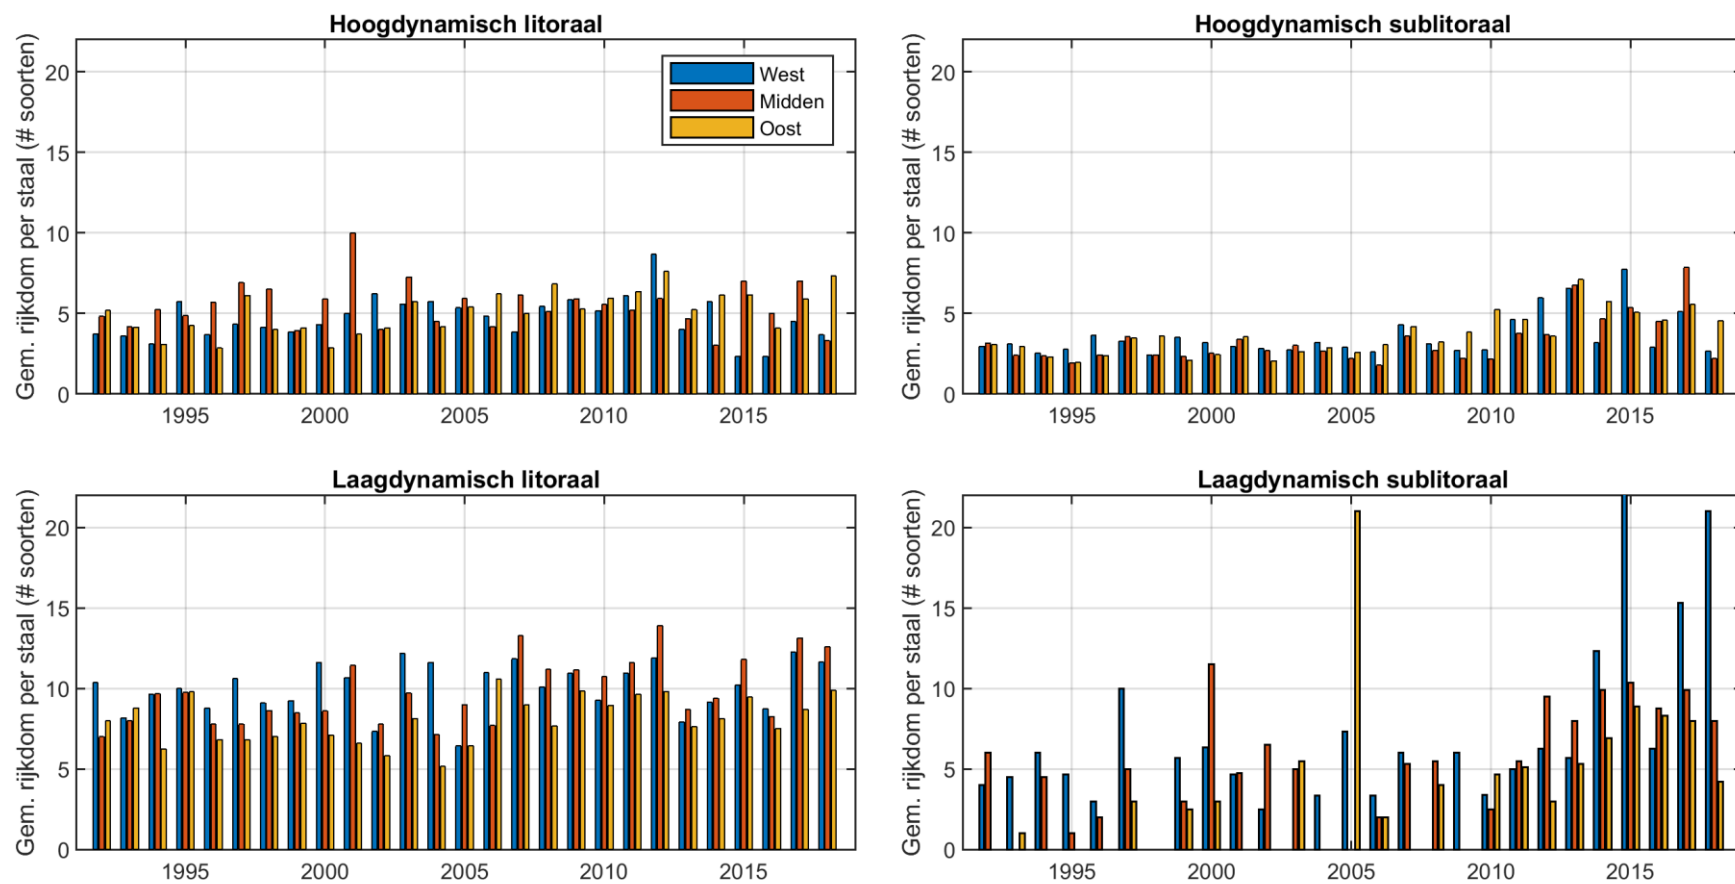 Hoogdynamisch litoraal
Gem. rijkdom per staal (# soorten)
20
15
10
5
0
1995 2000 2005 2010 2015
West
Midden
Oost
Hoogdynamisch sublitoraal
Gem. rijkdom per staal (# soorten)
20
15
10
5
0
1995 2000 2005 2010 2015
Laagdynamisch litoraal
Gem. rijkdom per staal (# soorten)
20
15
10
5
0
1995 2000 2005 2010 2015
Laagdynamisch sublitoraal
Gem. rijkdom per staal (# soorten)
20
15
10
5
0
1995 2000 2005 2010 2015